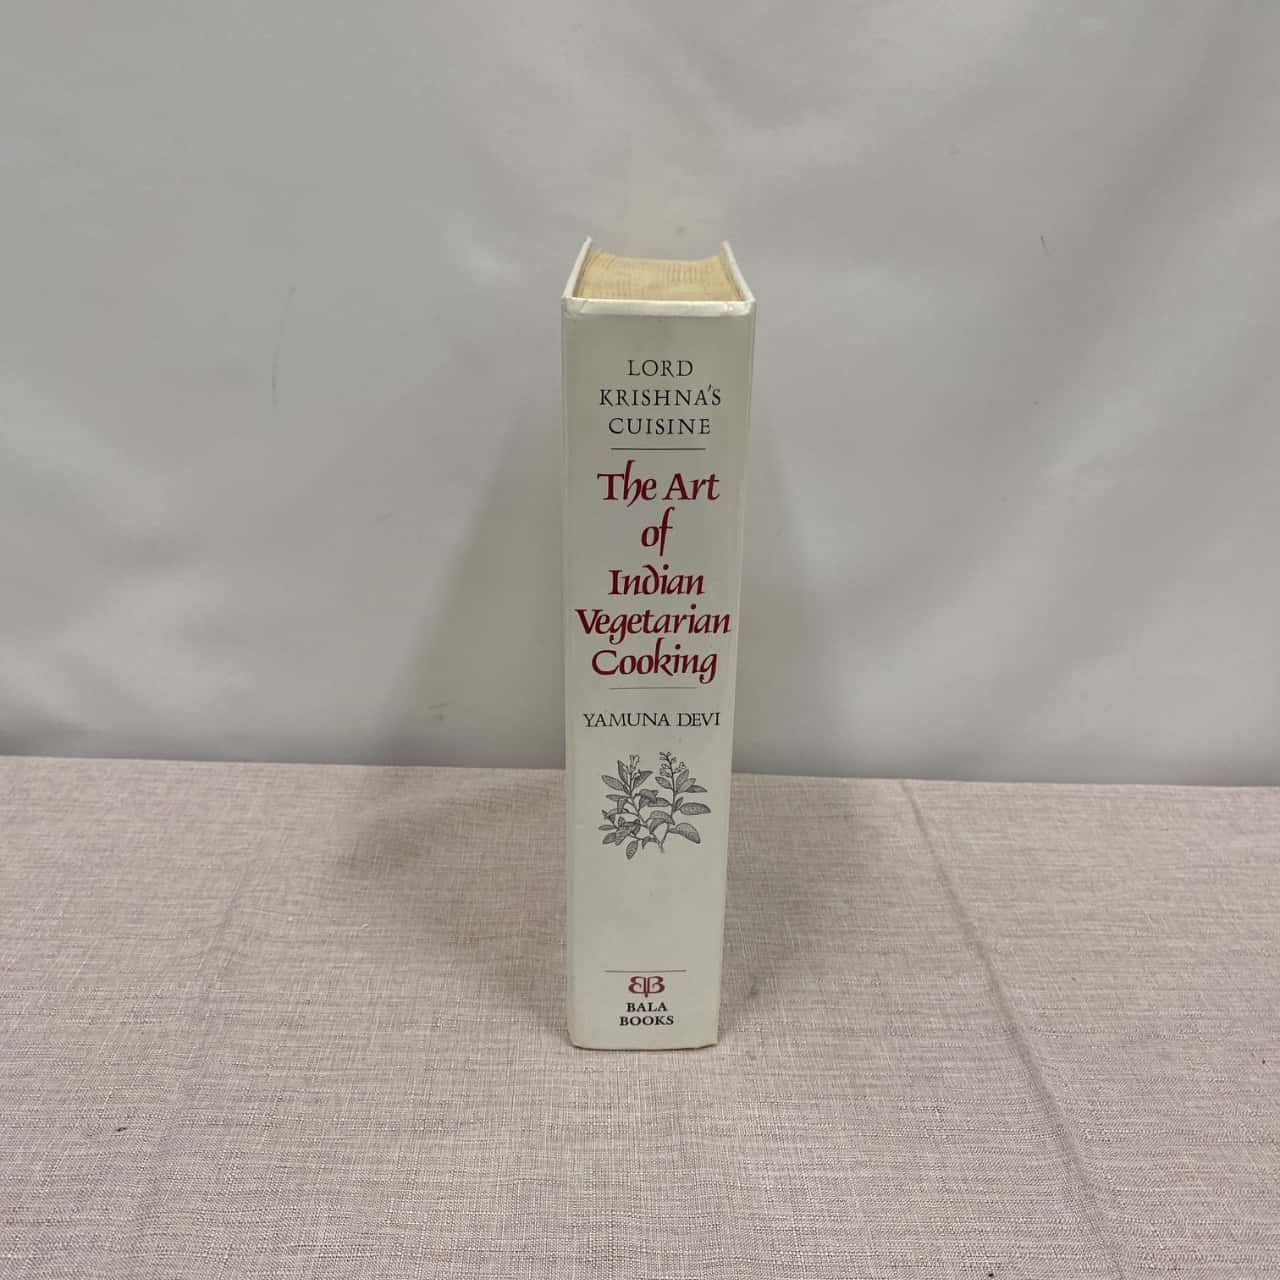 LORD
KRISHNA'S
CUISINE
The Art
of
Indian
Vegetarian
Cooking
YAMUNA DEVI
BB
BALA
BOOKS